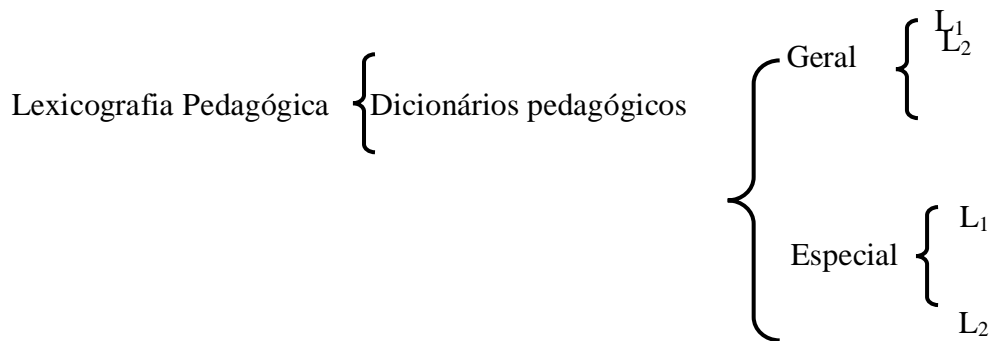 L₁
L₂
Geral
Lexicografia Pedagógica
Dicionários pedagógicos
L₁
Especial
L₂